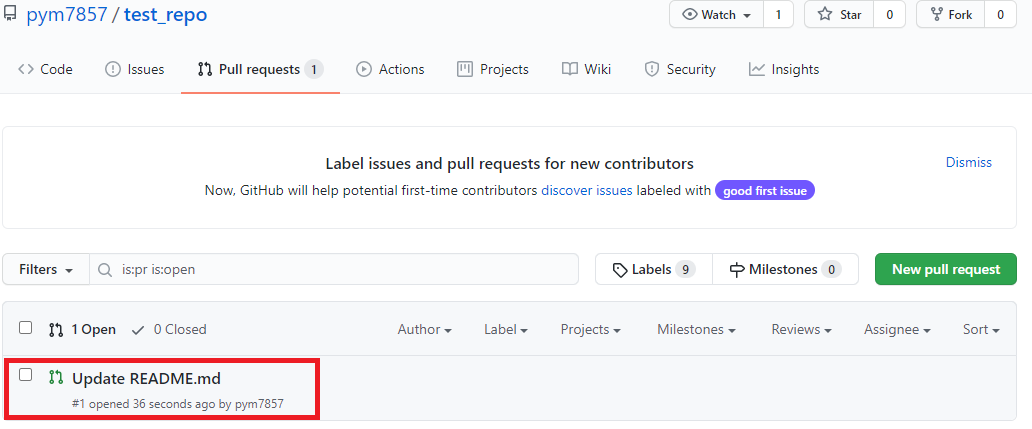 pym7857 / test_repo
Watch 1 Star 0 Fork 0
Code Issues Pull requests 1 Actions Projects Wiki Security Insights
Label issues and pull requests for new contributors
Dismiss
Now, GitHub will help potential first-time contributors discover issues labeled with good first issue
Filters is:pr is:open Labels 9 Milestones 0 New pull request
1 Open 0 Closed Author Label Projects Milestones Reviews Assignee Sort
Update README.md
#1 opened 36 seconds ago by pym7857